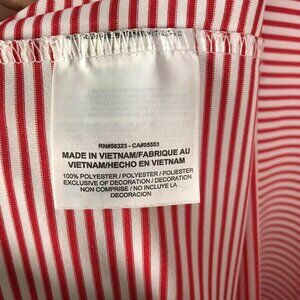 RN#56323 - CA#05553
MADE IN VIETNAM/FABRIQUE AU
VIETNAM/HECHO EN VIETNAM
100% POLYESTER / POLYESTER / POLIESTER
EXCLUSIVE OF DECORATION / DECORATION
NON COMPRISE / NO INCLUYE LA
DECORACION